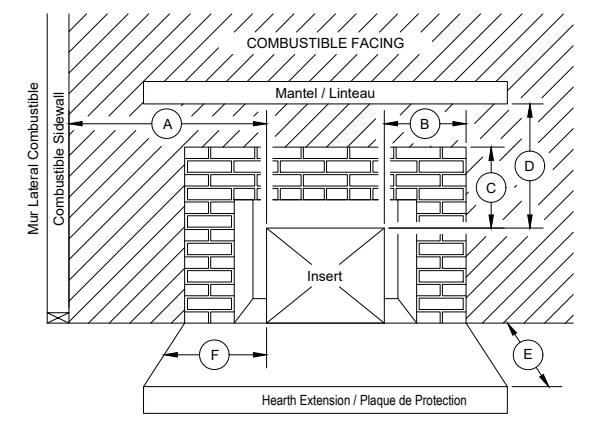 COMBUSTIBLE FACING
Mantel / Linteau
Mur Lateral Combustible
Combustible Sidewall
A
B
D
C
Insert
F
E
Hearth Extension / Plaque de Protection